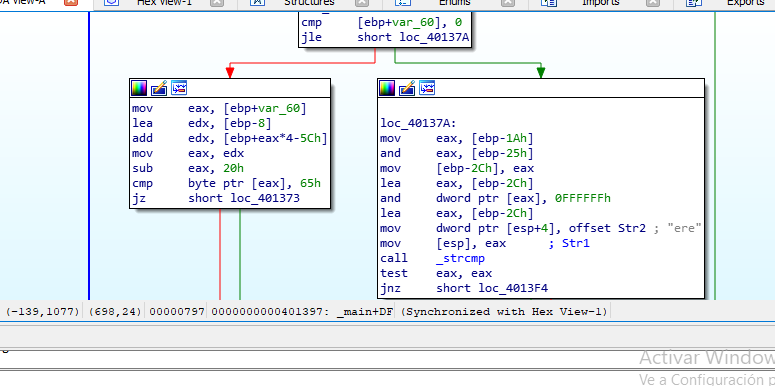 DA View-A Hex View-1 Structures Enums Imports Exports
cmp [ebp+var_60], 0
jle short loc_40137A
mov eax, [ebp+var_60]
lea edx, [ebp-8]
add edx, [ebp+eax*4-5Ch]
mov eax, edx
sub eax, 20h
cmp byte ptr [eax], 65h
jz short loc_401373
loc_40137A:
mov eax, [ebp-1Ah]
and eax, [ebp-25h]
mov [ebp-2Ch], eax
lea eax, [ebp-2Ch]
and dword ptr [eax], 0FFFFFFh
lea eax, [ebp-2Ch]
mov dword ptr [esp+4], offset Str2 ; "ere"
mov [esp], eax ; Str1
call _strcmp
test eax, eax
jnz short loc_4013F4
(-139,1077) (698,24) 00000797 0000000000401397: _main+DF (Synchronized with Hex View-1)
Activar Window
Ve a Configuración p